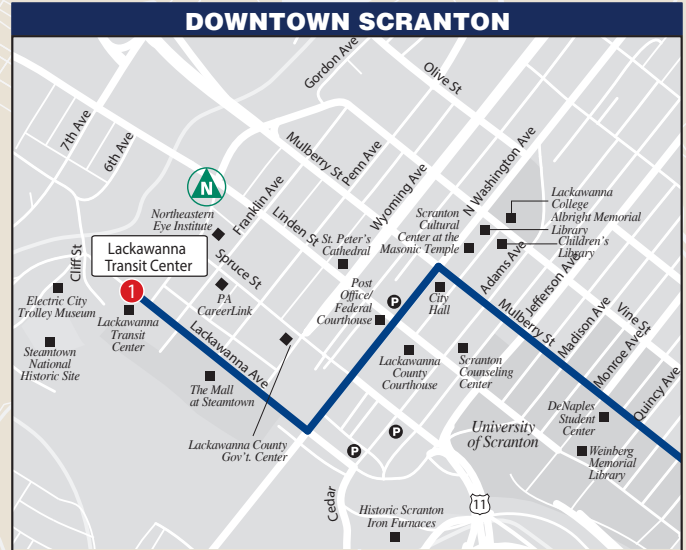 DOWNTOWN SCRANTON
Gordon Ave
Olive St
7th Ave
6th Ave
Mulberry St
Penn Ave
Wyoming Ave
N Washington Ave
N
Northeastern
Eye Institute
Franklin Ave
Linden St
St. Peter's
Cathedral
Scranton
Cultural
Center at the
Masonic Temple
Lackawanna
College
Albright Memorial
Library
Children's
Library
Adams Ave
Jefferson Ave
Cliff St
Lackawanna
Transit Center
1
Spruce St
PA
CareerLink
Post
Office/
Federal
Courthouse
P
City
Hall
Mulberry St
Madison Ave
Vine St
Monroe Ave
Quincy Ave
Electric City
Trolley Museum
Lackawanna
Transit
Center
Lackawanna Ave
Steamtown
National
Historic Site
The Mall
at Steamtown
Lackawanna
County
Courthouse
Scranton
Counseling
Center
Lackawanna County
Gov't. Center
P
P
University
of Scranton
DeNaples
Student
Center
Weinberg
Memorial
Library
Cedar
11
Historic Scranton
Iron Furnaces